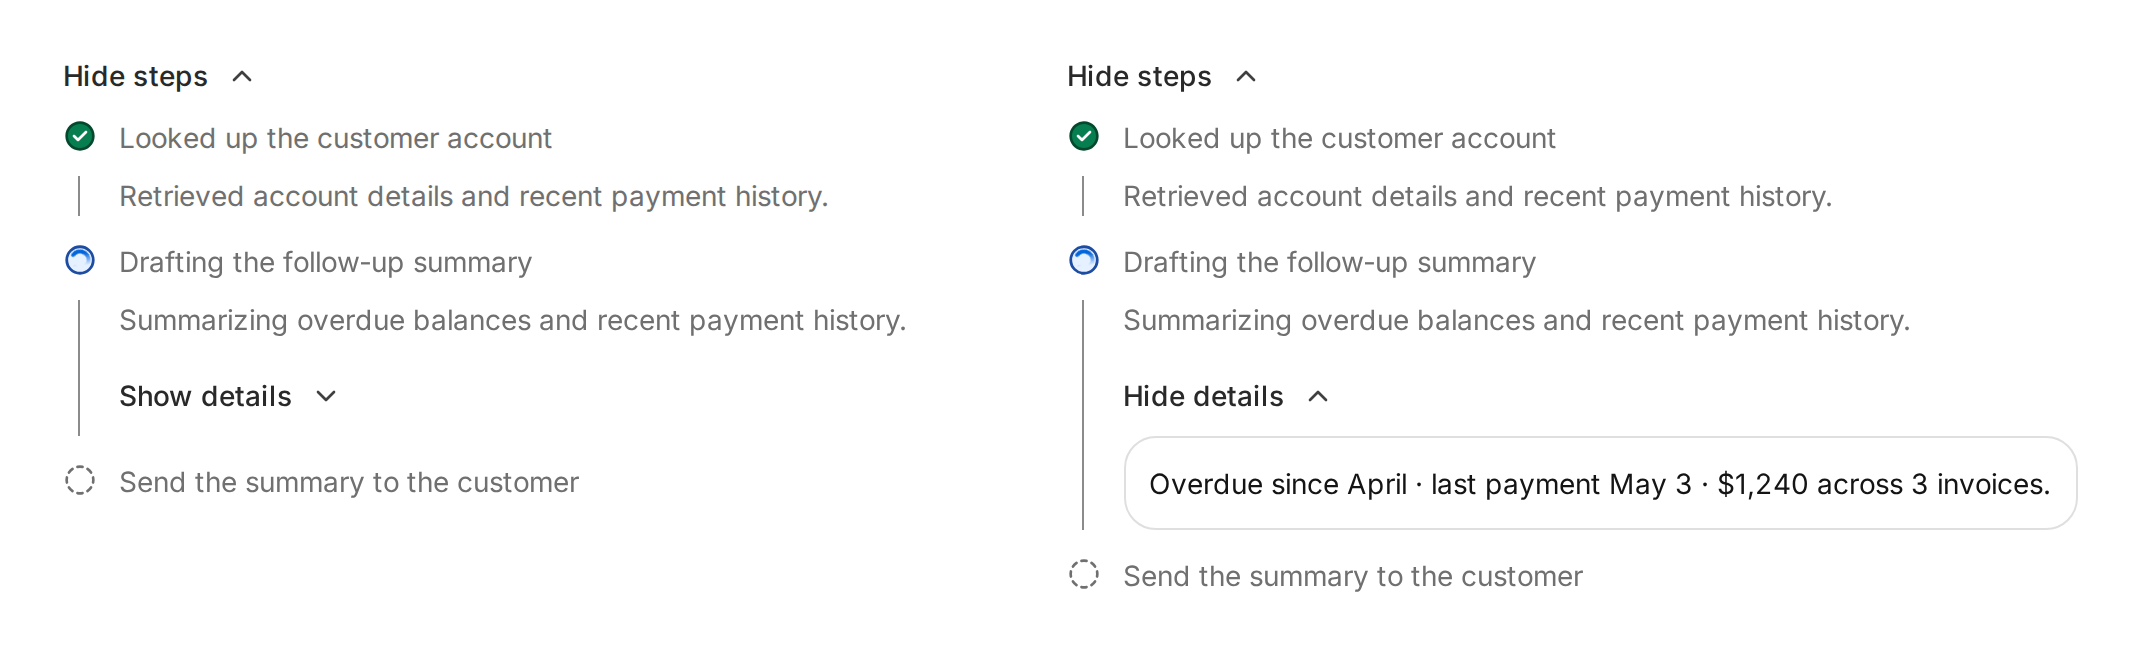 Hide steps
Looked up the customer account
Retrieved account details and recent payment history.
Drafting the follow-up summary
Summarizing overdue balances and recent payment history.
Show details
Send the summary to the customer
Hide steps
Looked up the customer account
Retrieved account details and recent payment history.
Drafting the follow-up summary
Summarizing overdue balances and recent payment history.
Hide details
Overdue since April · last payment May 3 · $1,240 across 3 invoices.
Send the summary to the customer